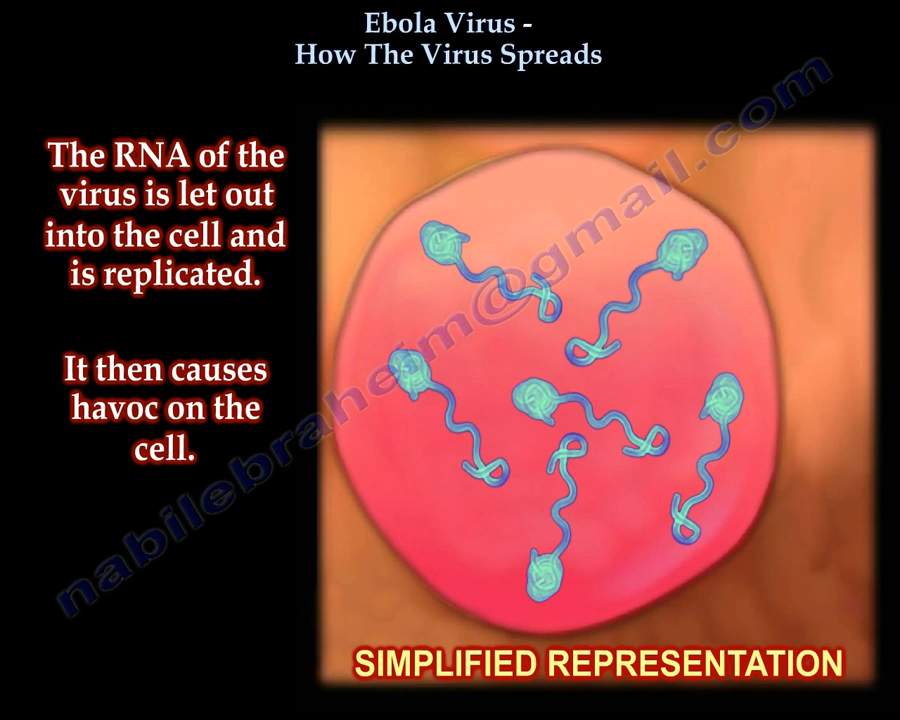 Ebola Virus -
How The Virus Spreads
The RNA of the
virus is let out
into the cell and
is replicated.
It then causes
havoc on the
cell.
nabilebraheim@gmail.com
SIMPLIFIED REPRESENTATION